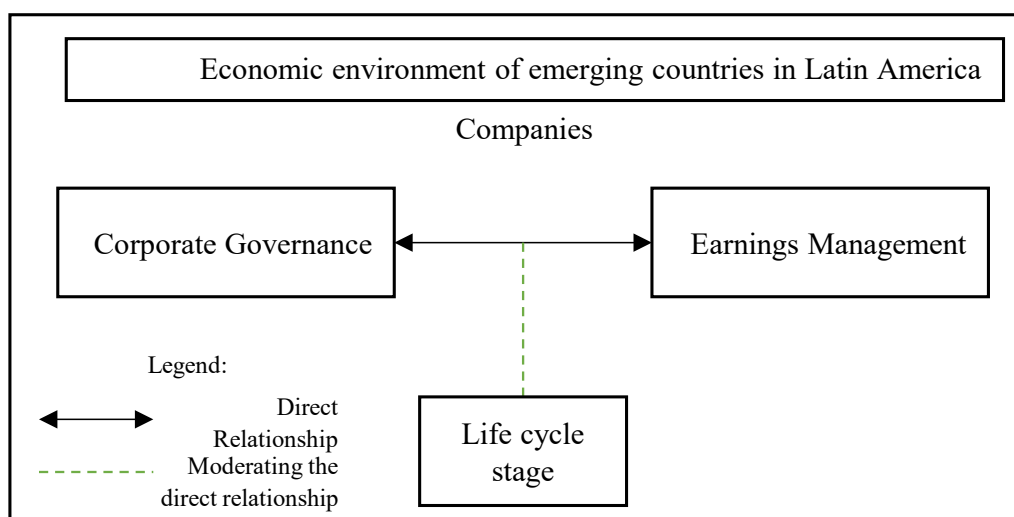 Economic environment of emerging countries in Latin America
Companies
Corporate Governance
Earnings Management
Legend:
Direct
Relationship
Moderating the
direct relationship
Life cycle
stage